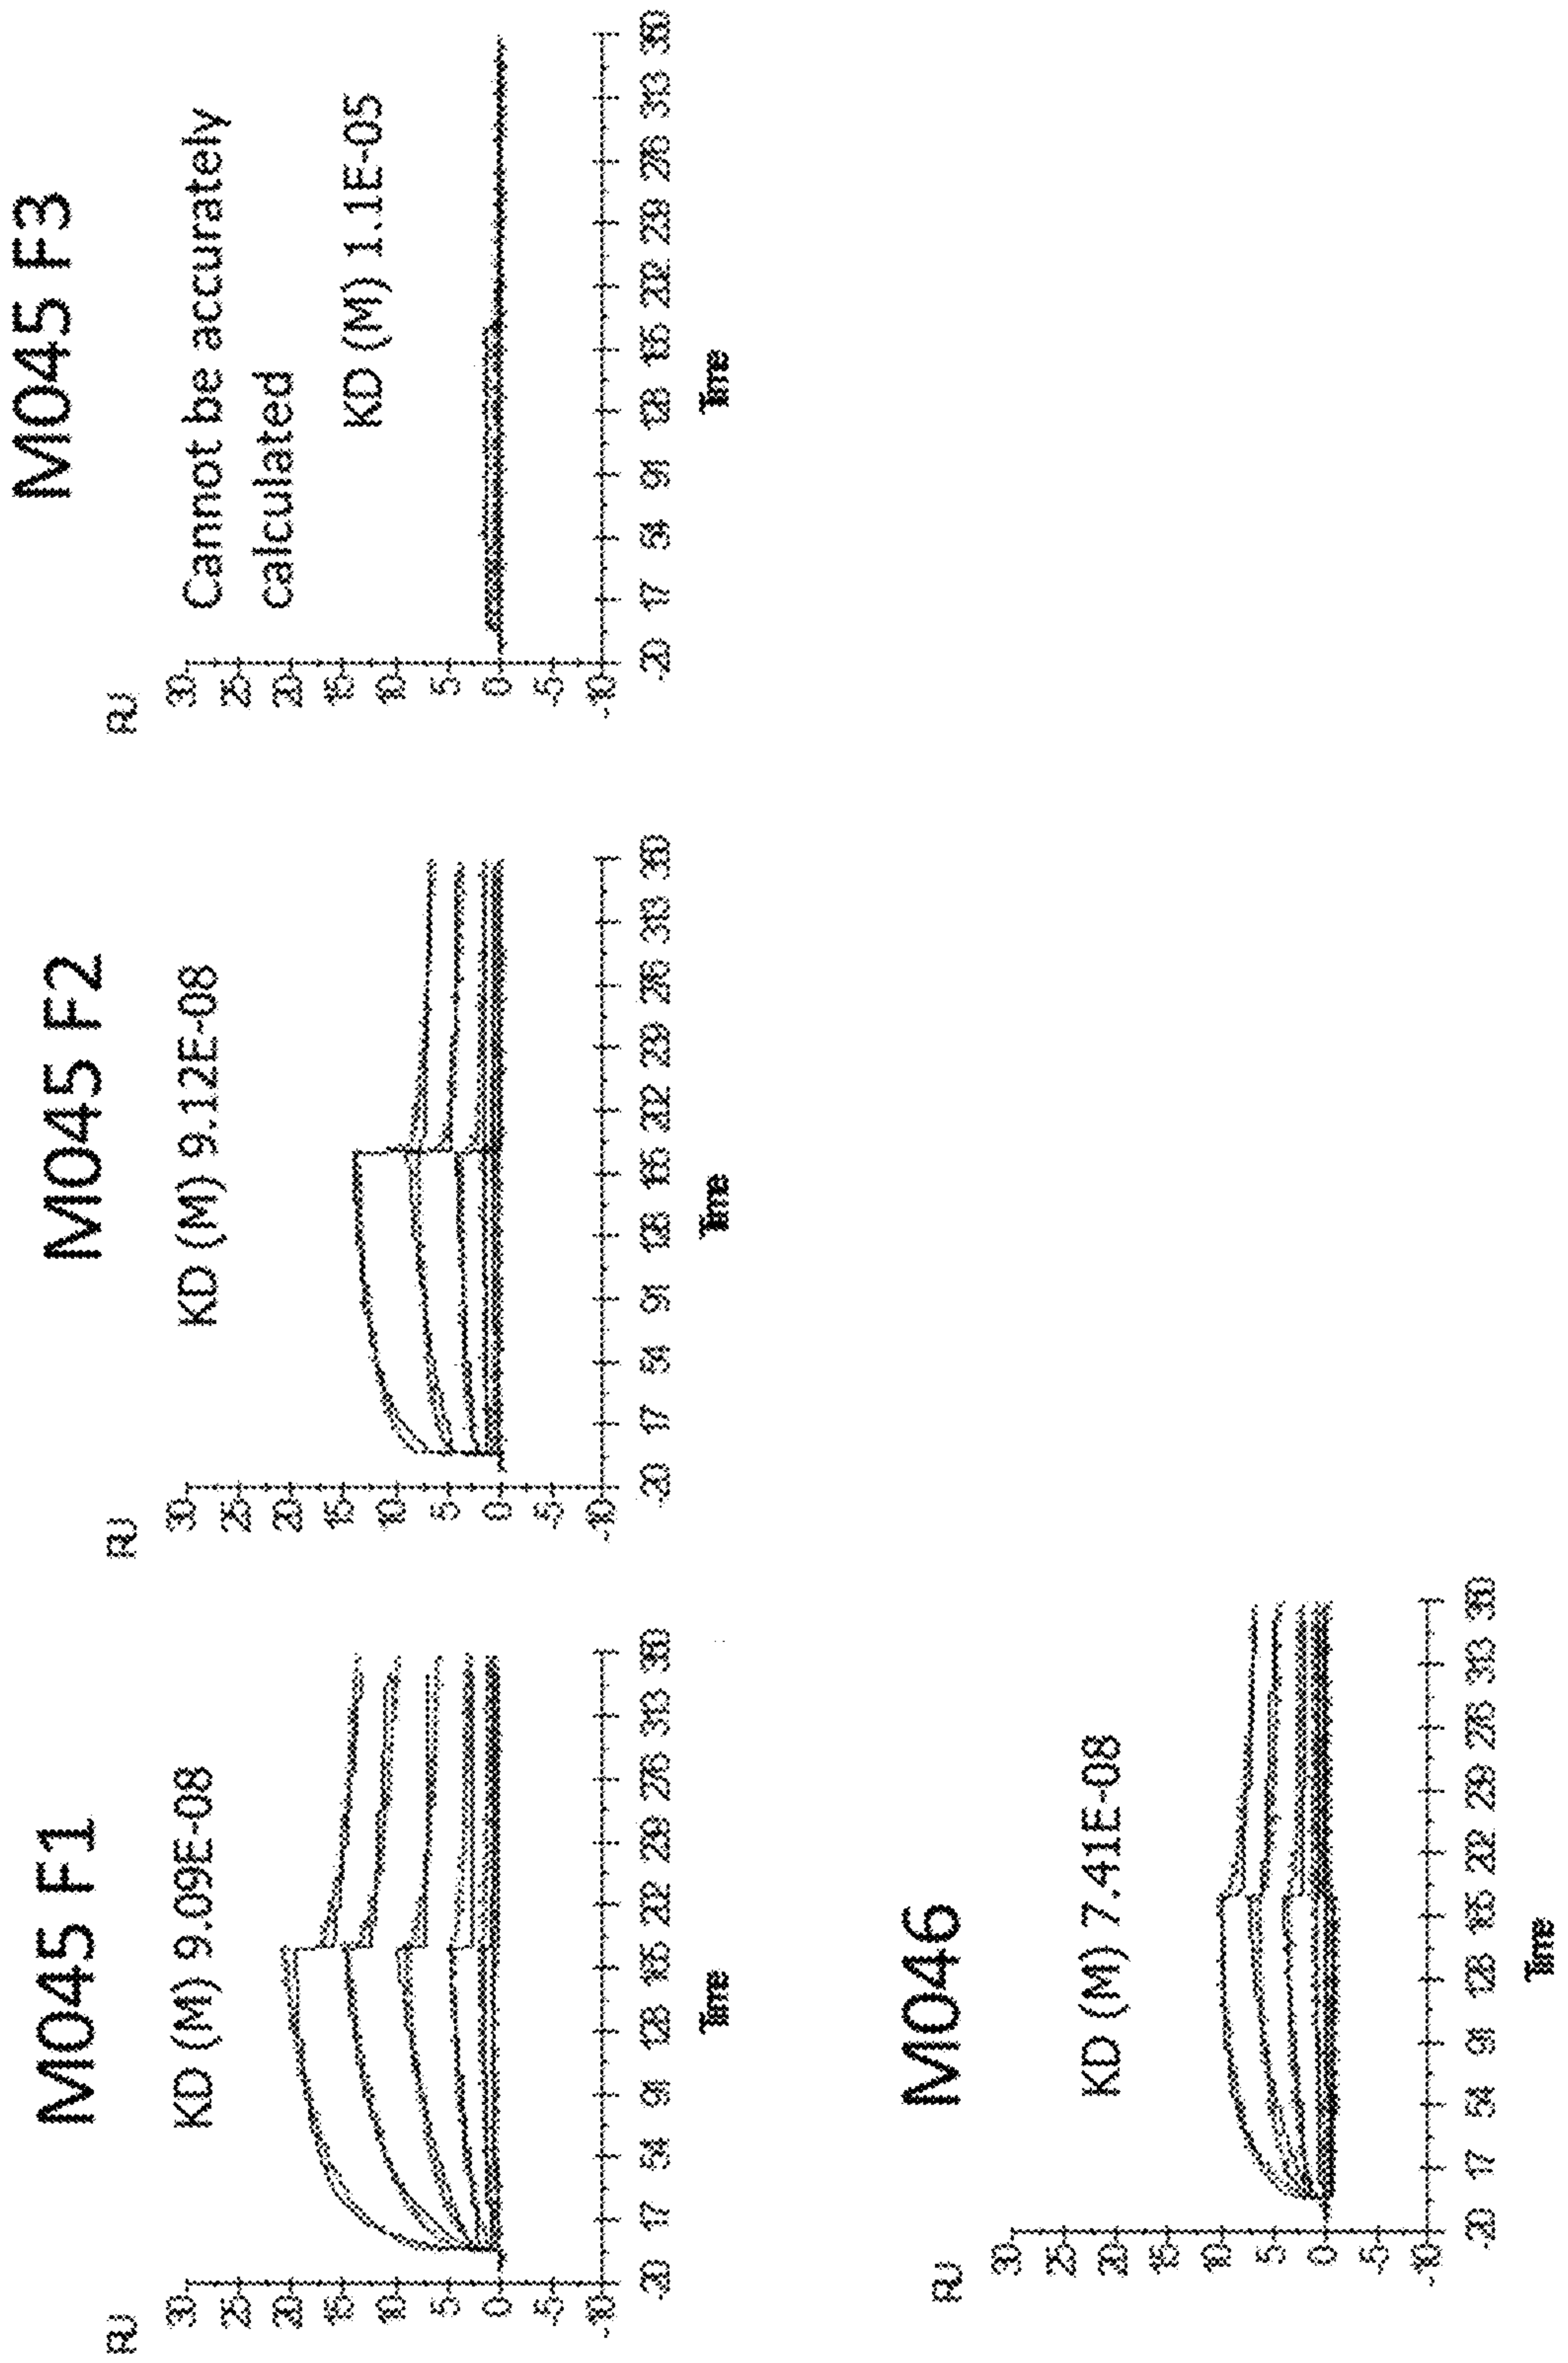 M045 F1
KD (M) 9.09E-08
RU
30
25
20
15
10
5
0
-5
-10
-20 17 54 91 128 165 202 239 276 313 350
Time
M045 F2
KD (M) 9.12E-08
RU
30
25
20
15
10
5
0
-5
-10
-20 17 54 91 128 165 202 239 276 313 350
Time
M045 F3
Cannot be accurately
calculated
KD (M) 1.1E-05
RU
30
25
20
15
10
5
0
-5
-10
-20 17 54 91 128 165 202 239 276 313 350
Time
M046
KD (M) 7.41E-08
RU
30
25
20
15
10
5
0
-5
-10
-20 17 54 91 128 165 202 239 276 313 350
Time